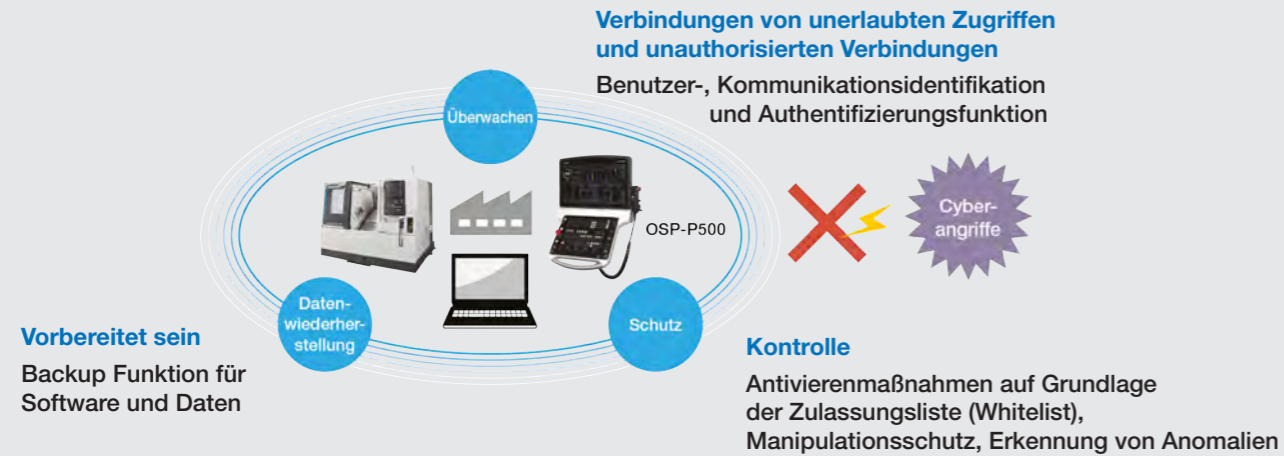 Verbindungen von unerlaubten Zugriffen
und unauthorisierten Verbindungen
Benutzer-, Kommunikationsidentifikation
und Authentifizierungsfunktion
Überwachen
OSP-P500
Cyber-
angriffe
Daten-
wiederher-
stellung
Schutz
Vorbereitet sein
Backup Funktion für
Software und Daten
Kontrolle
Antivierenmaßnahmen auf Grundlage
der Zulassungsliste (Whitelist),
Manipulationsschutz, Erkennung von Anomalien